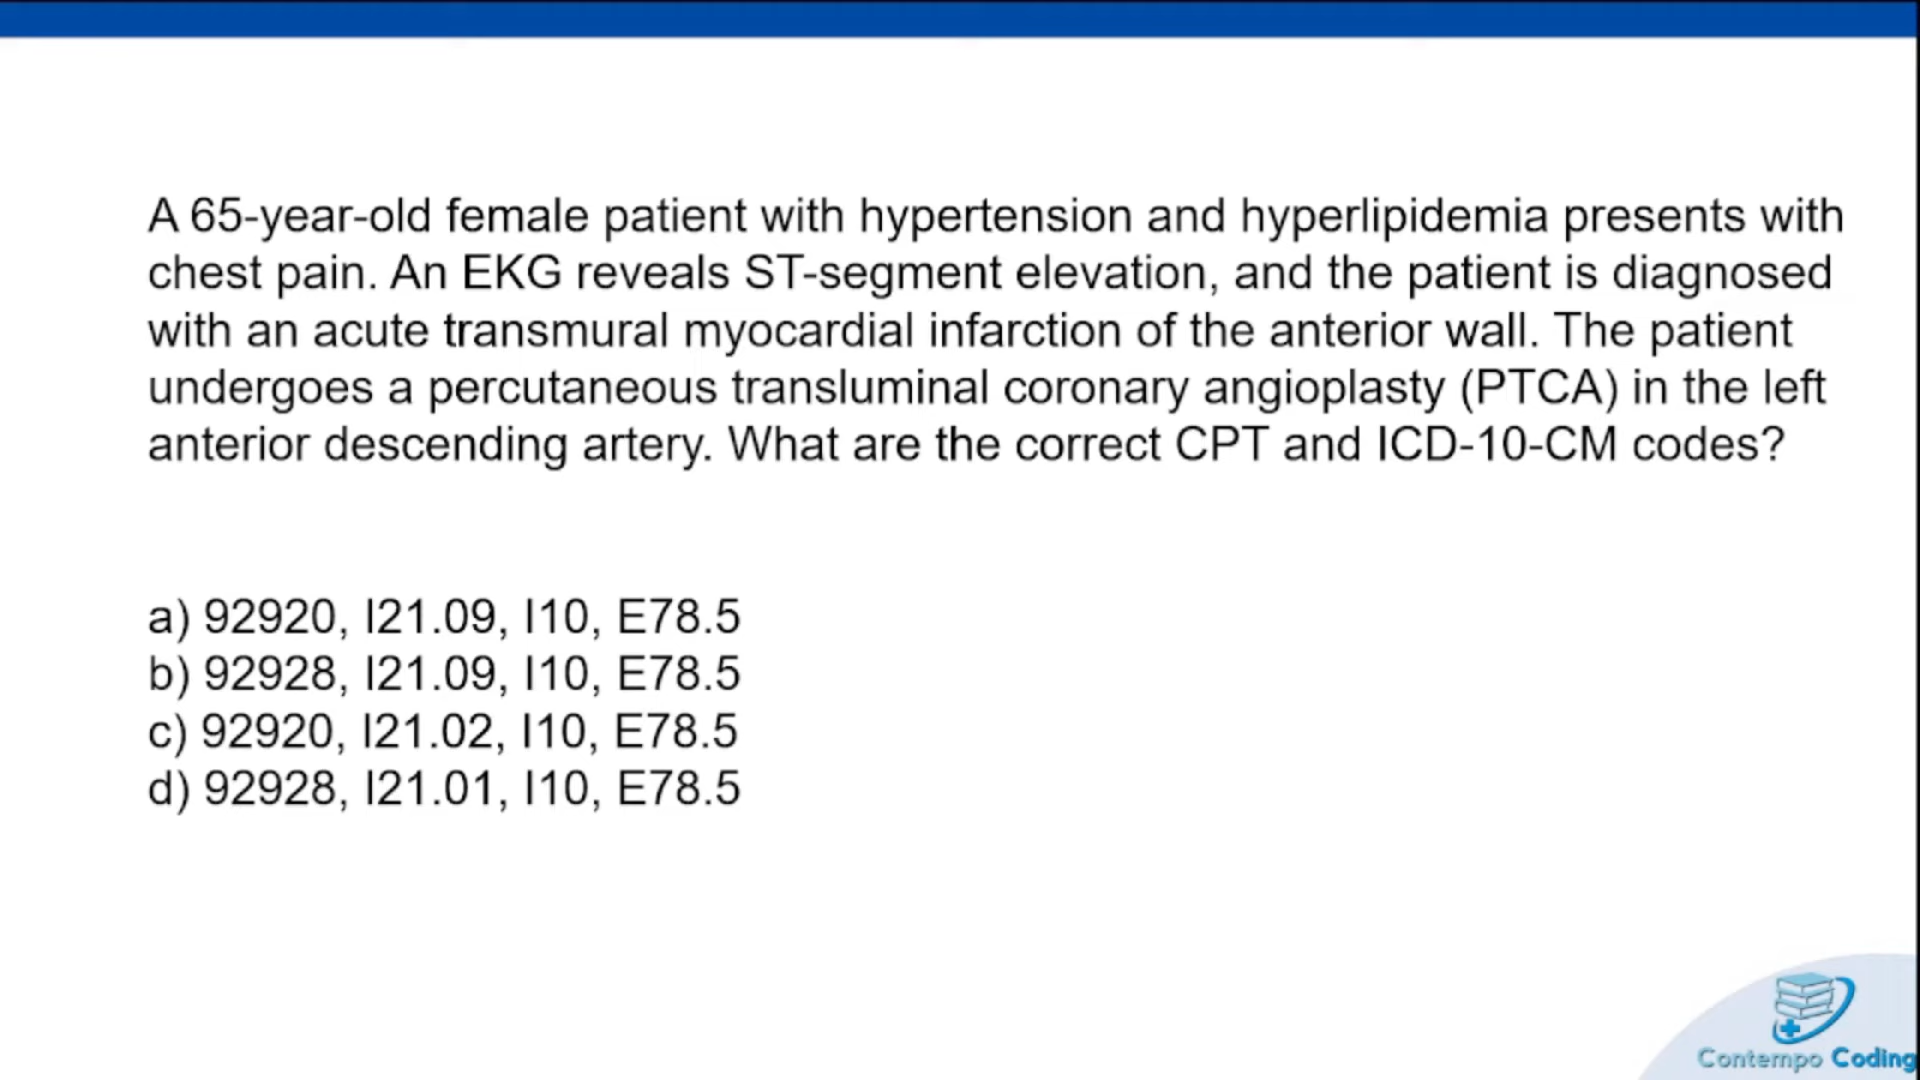 A 65-year-old female patient with hypertension and hyperlipidemia presents with
chest pain. An EKG reveals ST-segment elevation, and the patient is diagnosed
with an acute transmural myocardial infarction of the anterior wall. The patient
undergoes a percutaneous transluminal coronary angioplasty (PTCA) in the left
anterior descending artery. What are the correct CPT and ICD-10-CM codes?
a) 92920, I21.09, I10, E78.5
b) 92928, I21.09, I10, E78.5
c) 92920, I21.02, I10, E78.5
d) 92928, I21.01, I10, E78.5
Contempo Coding